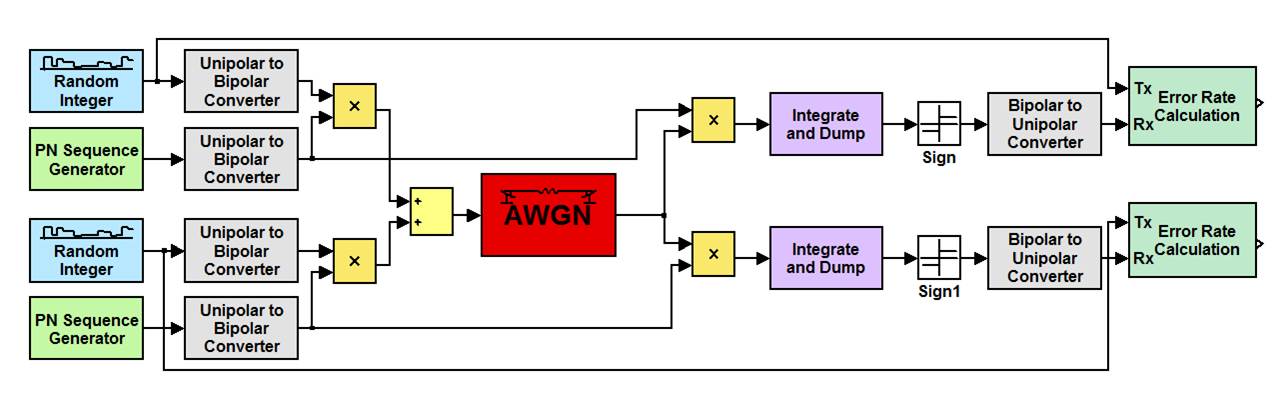 Random
Integer
Unipolar to
Bipolar
Converter
×
PN Sequence
Generator
Unipolar to
Bipolar
Converter
Random
Integer
Unipolar to
Bipolar
Converter
×
PN Sequence
Generator
Unipolar to
Bipolar
Converter
+
+
AWGN
×
Integrate
and Dump
Sign
Bipolar to
Unipolar
Converter
Tx
Rx
Error Rate
Calculation
×
Integrate
and Dump
Sign1
Bipolar to
Unipolar
Converter
Tx
Rx
Error Rate
Calculation